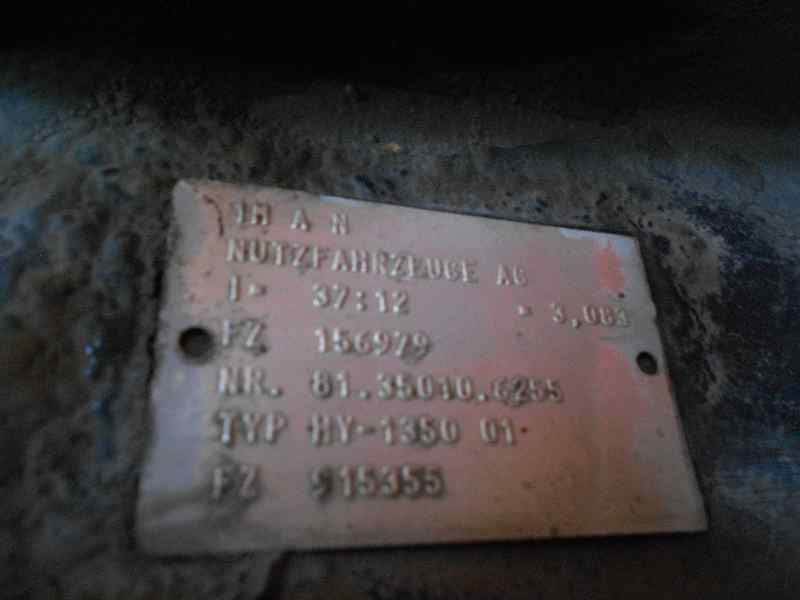 M A N
NUTZFAHRZEUGE AG
I= 37:12 = 3,083
FZ 156979
NR. 81.35010.6255
TYP HY-1350 01
FZ 915355